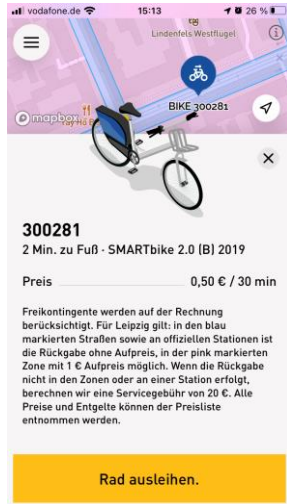 vodafone.de 15:13 26 %
Lindenfels Westflügel
BIKE 300281
mapbox
300281
2 Min. zu Fuß · SMARTbike 2.0 (B) 2019
Preis 0,50 € / 30 min
Freikontingente werden auf der Rechnung
berücksichtigt. Für Leipzig gilt: in den blau
markierten Straßen sowie an offiziellen Stationen ist
die Rückgabe ohne Aufpreis, in der pink markierten
Zone mit 1 € Aufpreis möglich. Wenn die Rückgabe
nicht in den Zonen oder an einer Station erfolgt,
berechnen wir eine Servicegebühr von 20 €. Alle
Preise und Entgelte können der Preisliste
entnommen werden.
Rad ausleihen.